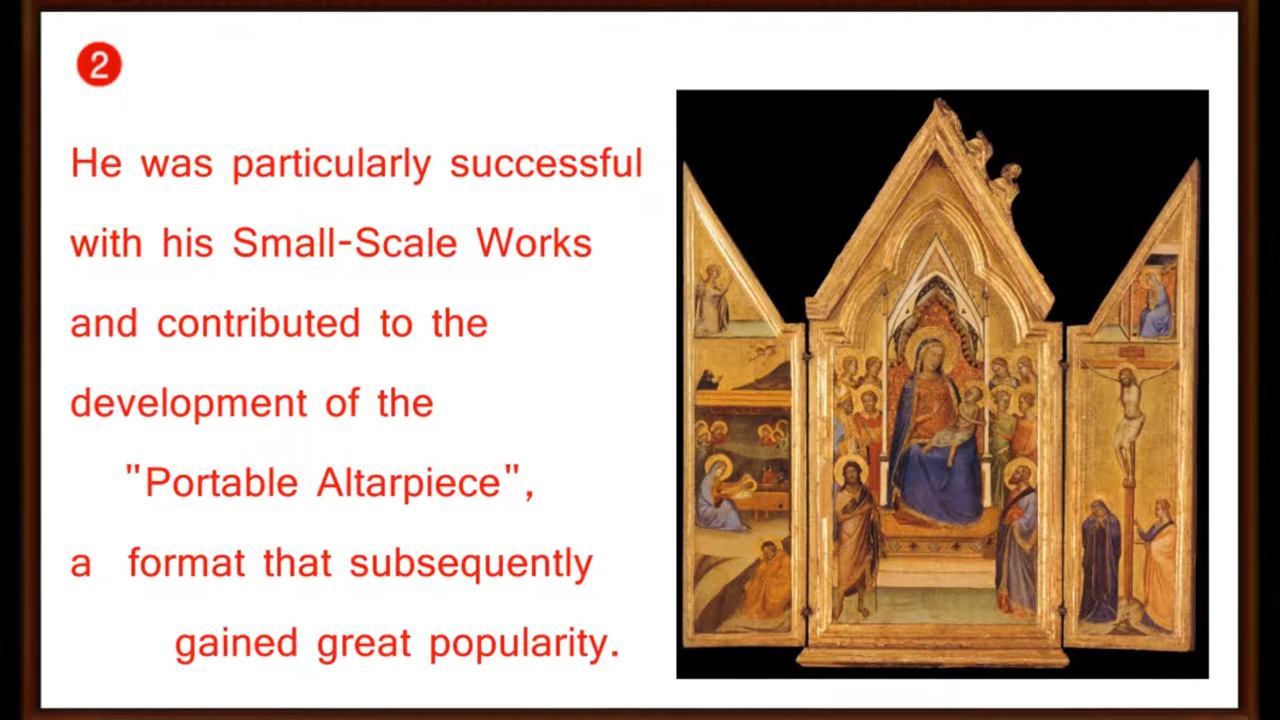 2
He was particularly successful
with his Small-Scale Works
and contributed to the
development of the
"Portable Altarpiece",
a format that subsequently
gained great popularity.